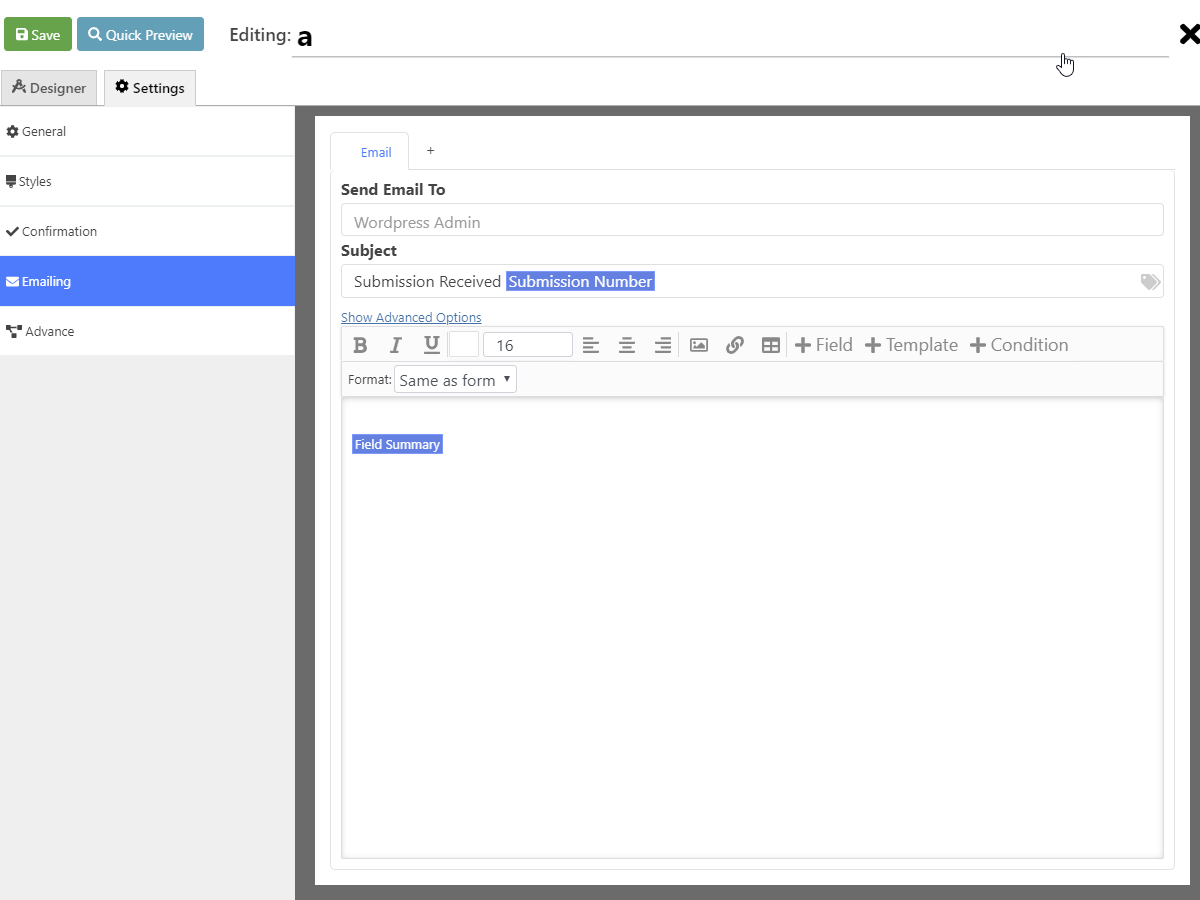 Save Quick Preview Editing: a
Designer Settings
General
Styles
Confirmation
Emailing
Advance
Email +
Send Email To
Wordpress Admin
Subject
Submission Received Submission Number
Show Advanced Options
B I U 16 + Field + Template + Condition
Format: Same as form
Field Summary